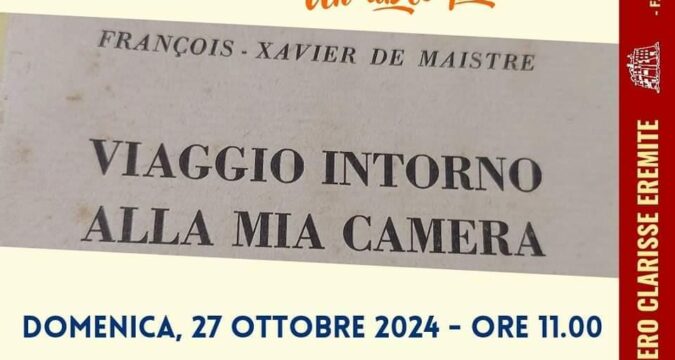 FRANÇOIS - XAVIER DE MAISTRE
VIAGGIO INTORNO
ALLA MIA CAMERA
DOMENICA, 27 OTTOBRE 2024 - ORE 11.00
ERO CLARISSE EREMITE
- F